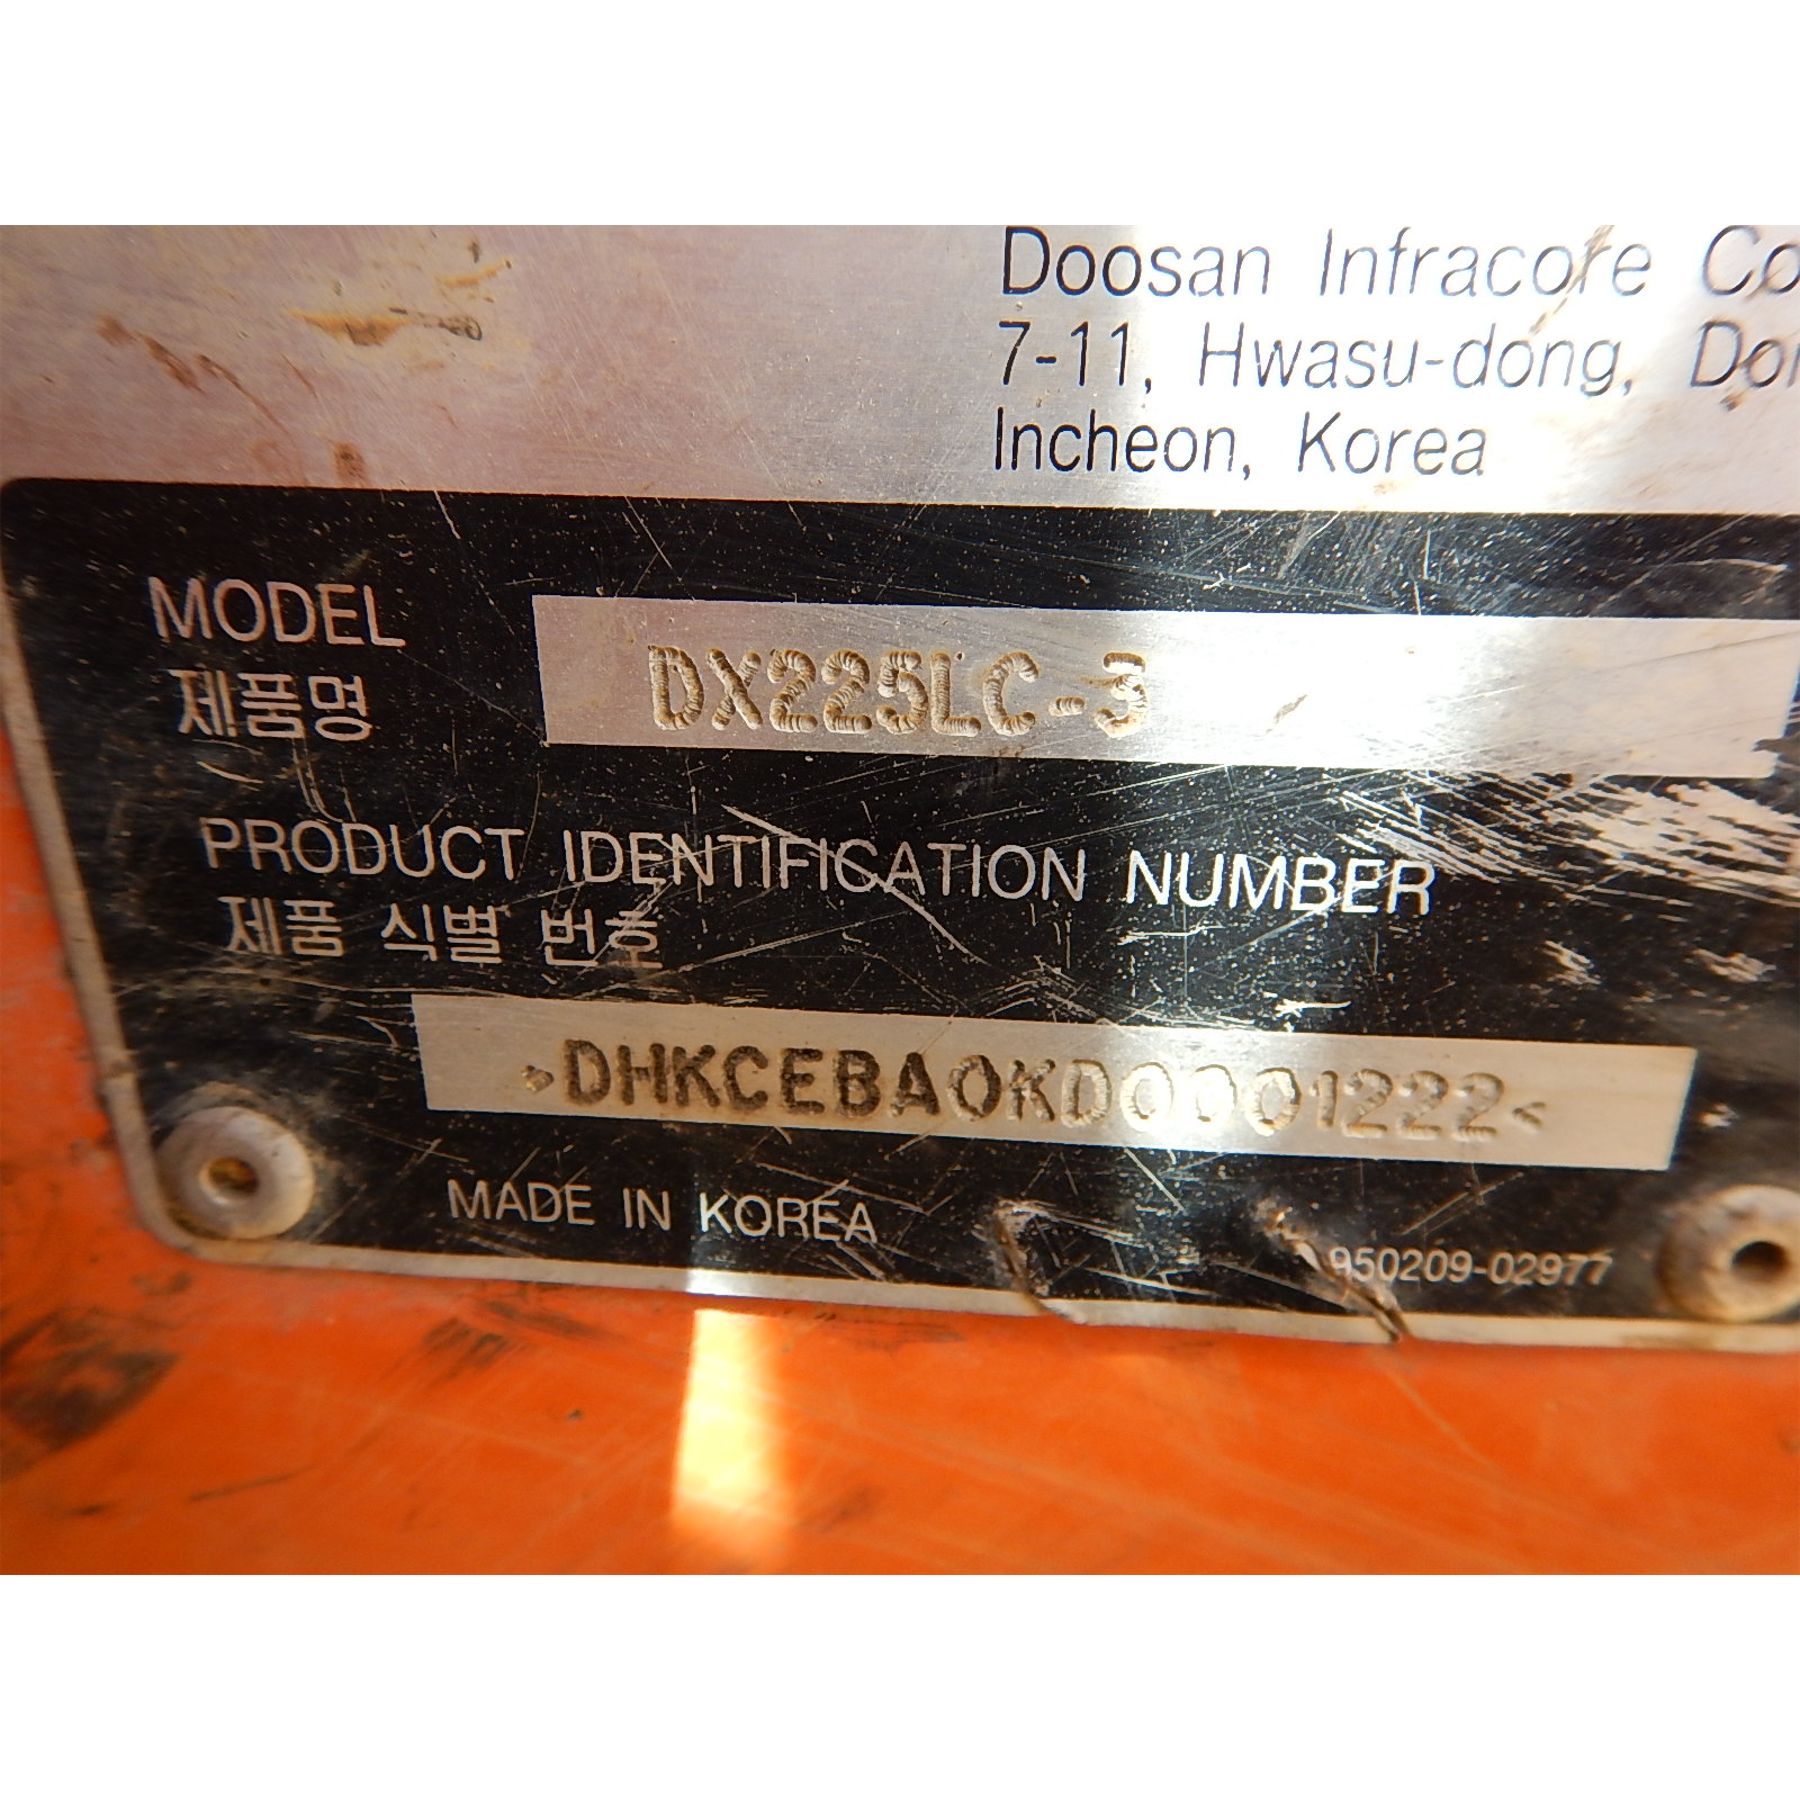 Doosan Infracore Co
7-11, Hwasu-dong, Don
Incheon, Korea
MODEL
제품명
DX225LC-3
PRODUCT IDENTIFICATION NUMBER
제품 식별 번호
>DHKCEBA0KD0001222<
MADE IN KOREA
950209-02977